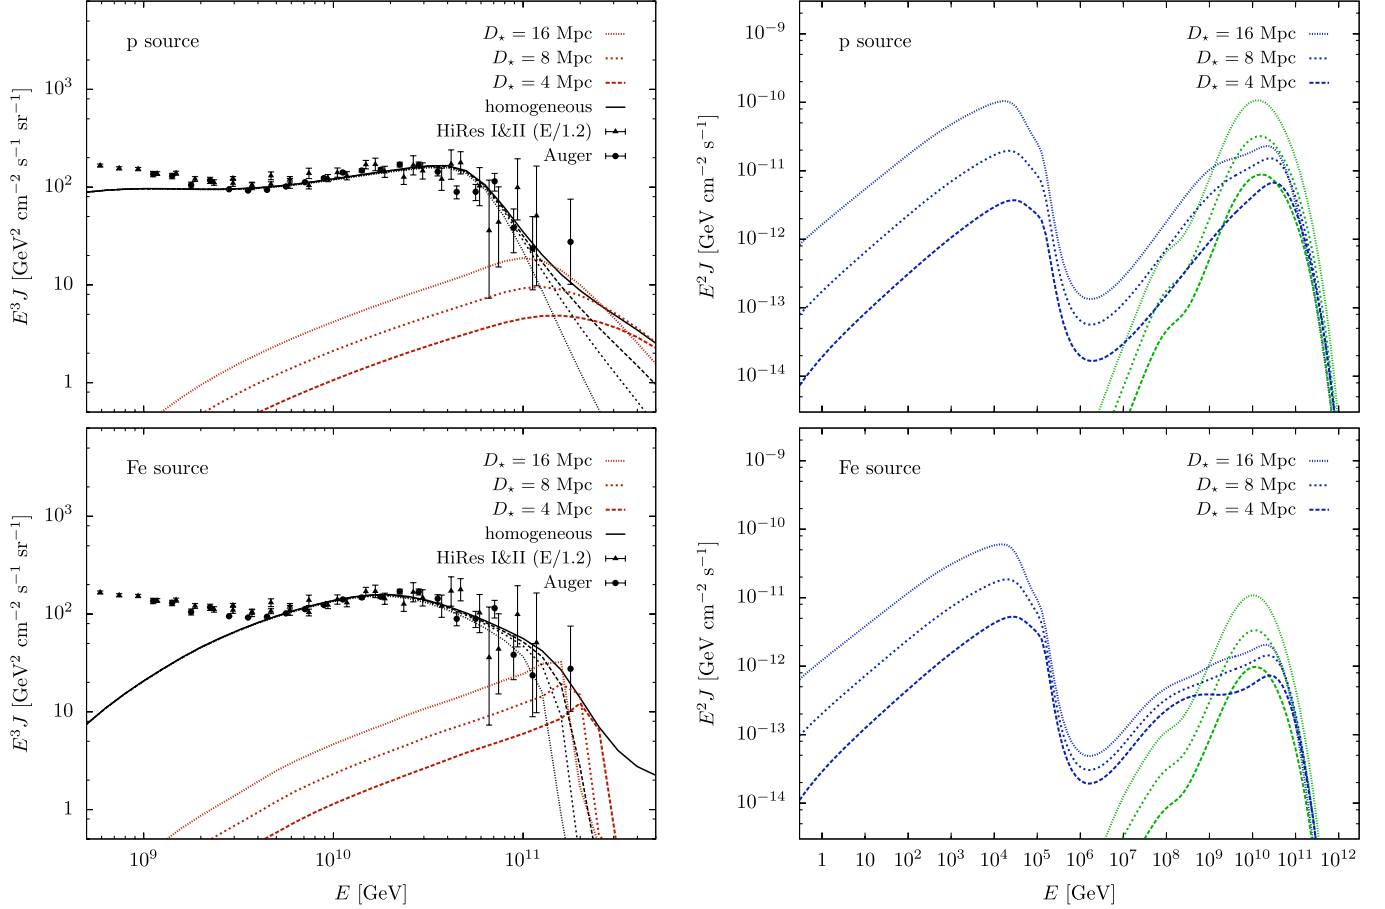 p source
D⋆ = 16 Mpc
D⋆ = 8 Mpc
D⋆ = 4 Mpc
homogeneous
HiRes I&II (E/1.2)
Auger
10³
10²
10
1
E³J [GeV² cm⁻² s⁻¹ sr⁻¹]
p source
D⋆ = 16 Mpc
D⋆ = 8 Mpc
D⋆ = 4 Mpc
10⁻⁹
10⁻¹⁰
10⁻¹¹
10⁻¹²
10⁻¹³
10⁻¹⁴
E²J [GeV cm⁻² s⁻¹]
Fe source
D⋆ = 16 Mpc
D⋆ = 8 Mpc
D⋆ = 4 Mpc
homogeneous
HiRes I&II (E/1.2)
Auger
10³
10²
10
1
E³J [GeV² cm⁻² s⁻¹ sr⁻¹]
10⁹ 10¹⁰ 10¹¹
E [GeV]
Fe source
D⋆ = 16 Mpc
D⋆ = 8 Mpc
D⋆ = 4 Mpc
10⁻⁹
10⁻¹⁰
10⁻¹¹
10⁻¹²
10⁻¹³
10⁻¹⁴
E²J [GeV cm⁻² s⁻¹]
1 10 10² 10³ 10⁴ 10⁵ 10⁶ 10⁷ 10⁸ 10⁹ 10¹⁰ 10¹¹ 10¹²
E [GeV]